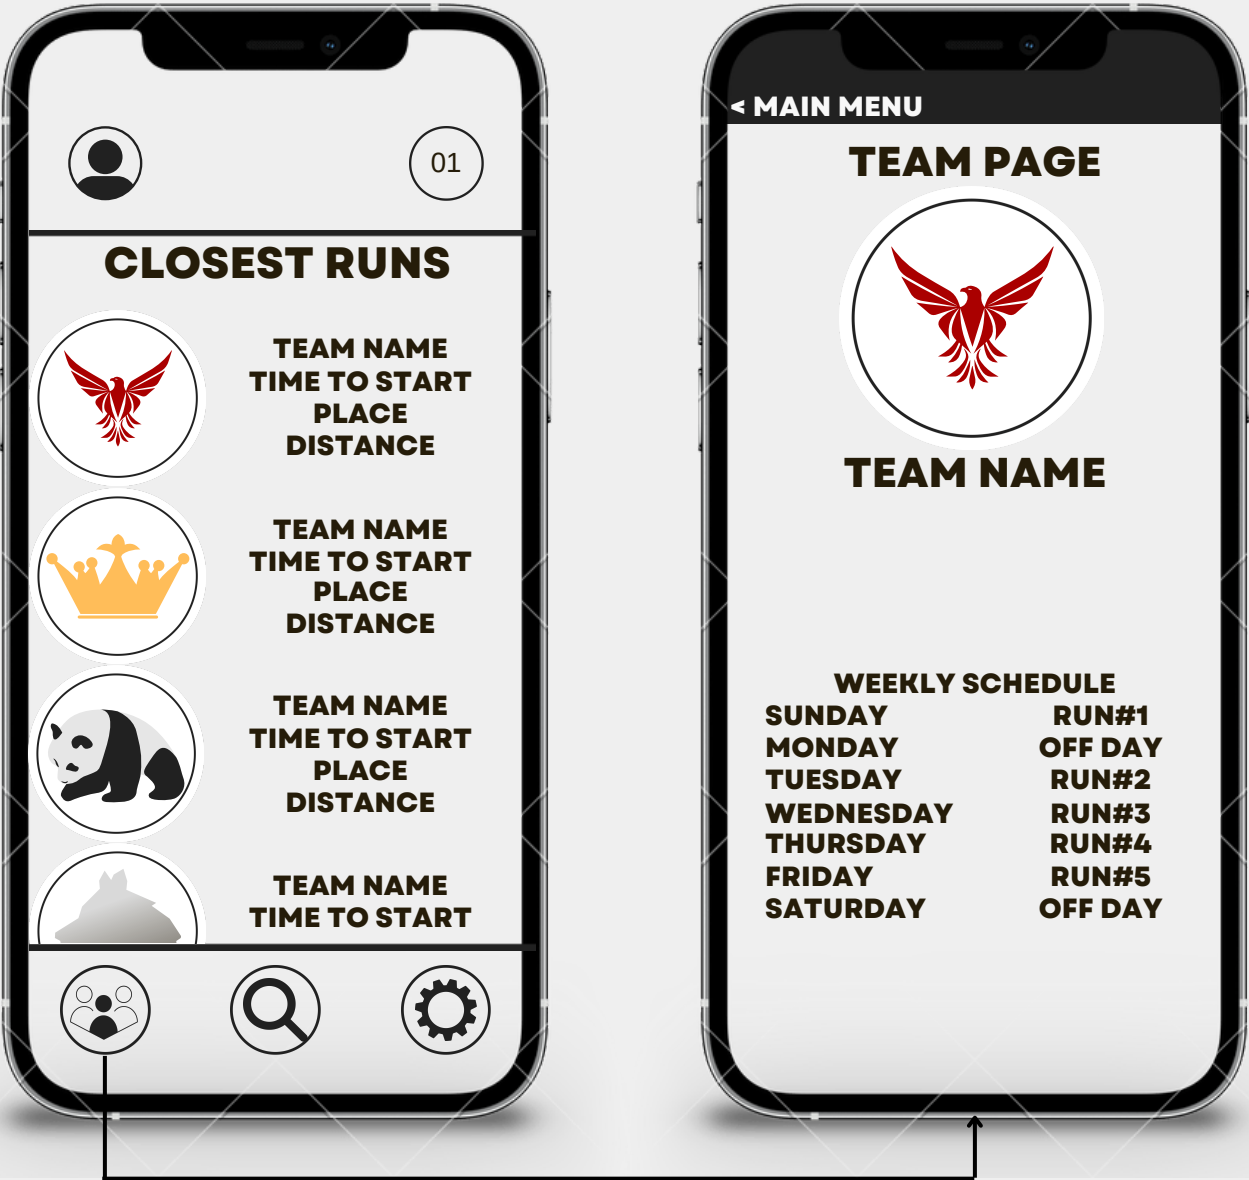 01
CLOSEST RUNS
TEAM NAME
TIME TO START
PLACE
DISTANCE
TEAM NAME
TIME TO START
PLACE
DISTANCE
TEAM NAME
TIME TO START
PLACE
DISTANCE
TEAM NAME
TIME TO START
< MAIN MENU
TEAM PAGE
TEAM NAME
WEEKLY SCHEDULE
SUNDAY RUN#1
MONDAY OFF DAY
TUESDAY RUN#2
WEDNESDAY RUN#3
THURSDAY RUN#4
FRIDAY RUN#5
SATURDAY OFF DAY